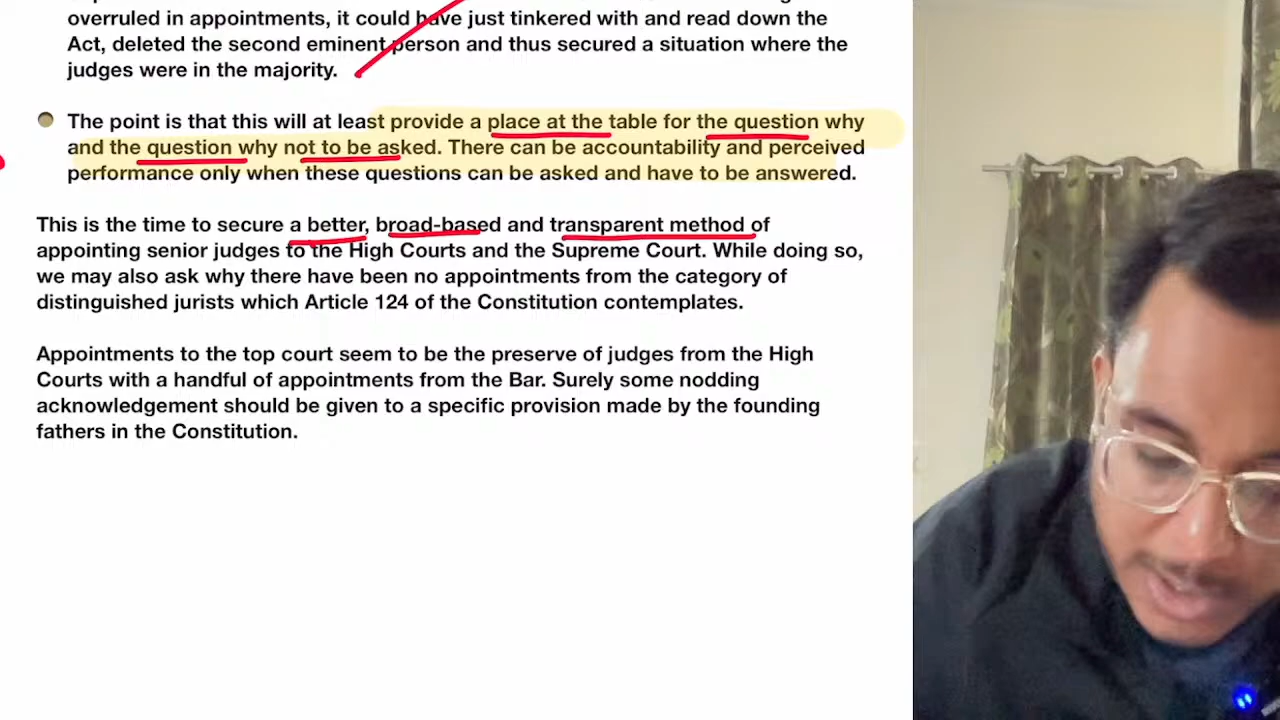 overruled in appointments, it could have just tinkered with and read down the
Act, deleted the second eminent person and thus secured a situation where the
judges were in the majority.
The point is that this will at least provide a place at the table for the question why
and the question why not to be asked. There can be accountability and perceived
performance only when these questions can be asked and have to be answered.
This is the time to secure a better, broad-based and transparent method of
appointing senior judges to the High Courts and the Supreme Court. While doing so,
we may also ask why there have been no appointments from the category of
distinguished jurists which Article 124 of the Constitution contemplates.
Appointments to the top court seem to be the preserve of judges from the High
Courts with a handful of appointments from the Bar. Surely some nodding
acknowledgement should be given to a specific provision made by the founding
fathers in the Constitution.